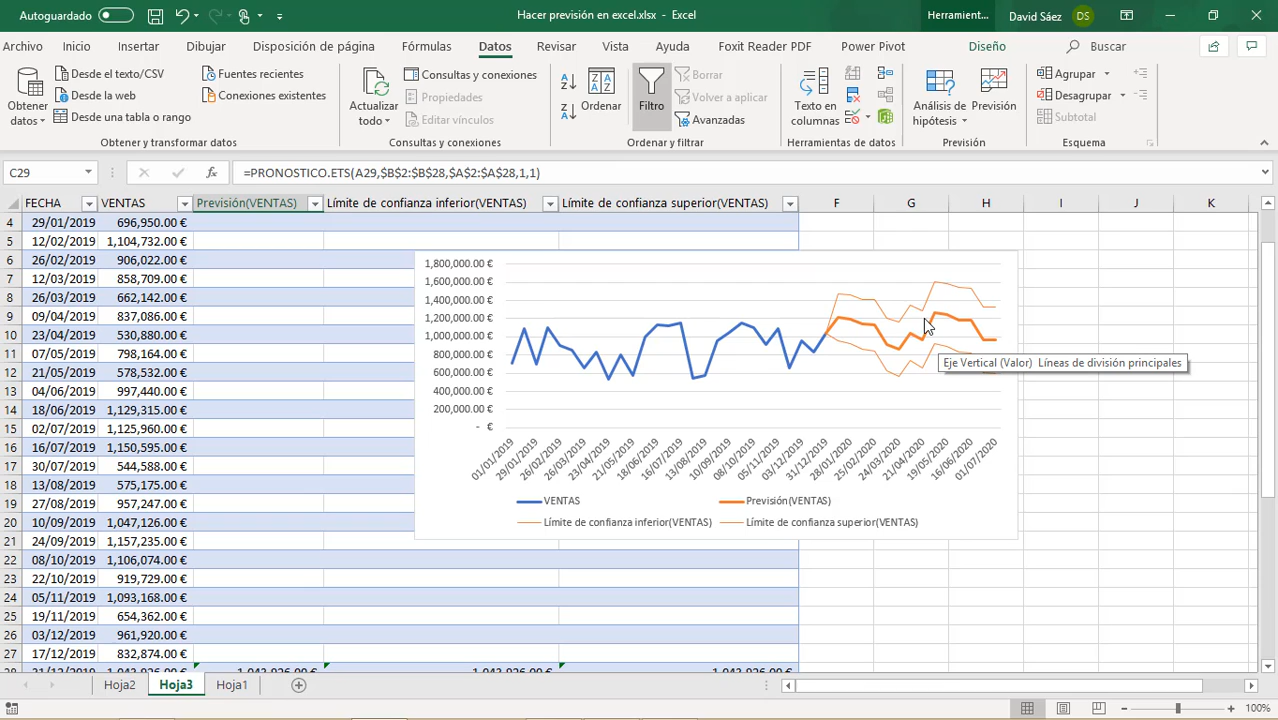 Autoguardado
Hacer previsión en excel.xlsx - Excel
Herramient...
David Sáez
DS
Archivo Inicio Insertar Dibujar Disposición de página Fórmulas Datos Revisar Vista Ayuda Foxit Reader PDF Power Pivot Diseño Buscar
Obtener datos
Desde el texto/CSV
Desde la web
Desde una tabla o rango
Fuentes recientes
Conexiones existentes
Obtener y transformar datos
Actualizar todo
Consultas y conexiones
Propiedades
Editar vínculos
Consultas y conexiones
Ordenar
Filtro
Borrar
Volver a aplicar
Avanzadas
Ordenar y filtrar
Texto en columnas
Herramientas de datos
Análisis de hipótesis
Previsión
Previsión
Agrupar
Desagrupar
Subtotal
Esquema
C29
fx
=PRONOSTICO.ETS(A29,$B$2:$B$28,$A$2:$A$28,1,1)
FECHA VENTAS Previsión(VENTAS) Límite de confianza inferior(VENTAS) Límite de confianza superior(VENTAS) F G H I J K
4 29/01/2019 696,950.00 €
5 12/02/2019 1,104,732.00 €
6 26/02/2019 906,022.00 €
7 12/03/2019 858,709.00 €
8 26/03/2019 662,142.00 €
9 09/04/2019 837,086.00 €
10 23/04/2019 530,880.00 €
11 07/05/2019 798,164.00 €
12 21/05/2019 578,532.00 €
13 04/06/2019 997,440.00 €
14 18/06/2019 1,129,315.00 €
15 02/07/2019 1,125,960.00 €
16 16/07/2019 1,150,595.00 €
17 30/07/2019 544,588.00 €
18 13/08/2019 575,175.00 €
19 27/08/2019 957,247.00 €
20 10/09/2019 1,047,126.00 €
21 24/09/2019 1,157,235.00 €
22 08/10/2019 1,106,074.00 €
23 22/10/2019 919,729.00 €
24 05/11/2019 1,093,168.00 €
25 19/11/2019 654,362.00 €
26 03/12/2019 961,920.00 €
27 17/12/2019 832,874.00 €
28 31/12/2019 1,043,926.00 € 1,043,926.00 € 1,043,926.00 € 1,043,926.00 €
1,800,000.00 €
1,600,000.00 €
1,400,000.00 €
1,200,000.00 €
1,000,000.00 €
800,000.00 €
600,000.00 €
400,000.00 €
200,000.00 €
- €
01/01/2019 29/01/2019 26/02/2019 26/03/2019 23/04/2019 21/05/2019 18/06/2019 16/07/2019 13/08/2019 10/09/2019 08/10/2019 05/11/2019 03/12/2019 31/12/2019 28/01/2020 25/02/2020 24/03/2020 21/04/2020 19/05/2020 16/06/2020 01/07/2020
VENTAS
Previsión(VENTAS)
Límite de confianza inferior(VENTAS)
Límite de confianza superior(VENTAS)
Eje Vertical (Valor) Líneas de división principales
Hoja2 Hoja3 Hoja1
100%